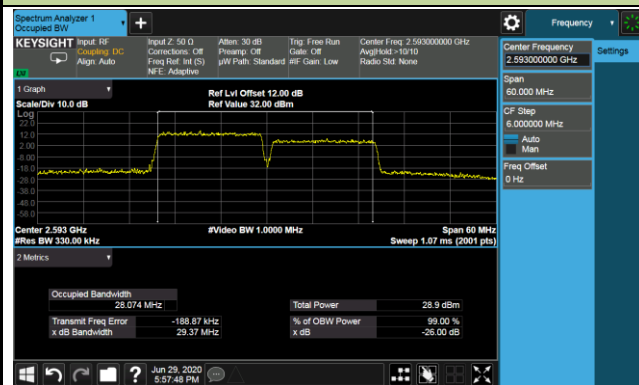 Spectrum Analyzer 1
Occupied BW
Frequency
KEYSIGHT
Input: RF
Coupling: DC
Align: Auto
Input Z: 50 Ω
Corrections: Off
Freq Ref: Int (S)
NFE: Adaptive
Atten: 30 dB
Preamp: Off
µW Path: Standard
Trig: Free Run
Gate: Off
#IF Gain: Low
Center Freq: 2.593000000 GHz
Avg|Hold:>10/10
Radio Std: None
Center Frequency
2.593000000 GHz
Settings
Span
60.000 MHz
CF Step
6.000000 MHz
Auto
Man
Freq Offset
0 Hz
1 Graph
Scale/Div 10.0 dB
Ref Lvl Offset 12.00 dB
Ref Value 32.00 dBm
Log
22.0
12.0
2.00
-8.00
-18.0
-28.0
-38.0
-48.0
-58.0
Center 2.593 GHz
#Video BW 1.0000 MHz
Span 60 MHz
#Res BW 330.00 kHz
Sweep 1.07 ms (2001 pts)
2 Metrics
Occupied Bandwidth
28.074 MHz
Total Power 28.9 dBm
Transmit Freq Error -188.87 kHz
% of OBW Power 99.00 %
x dB Bandwidth 29.37 MHz
x dB -26.00 dB
Jun 29, 2020
5:57:48 PM